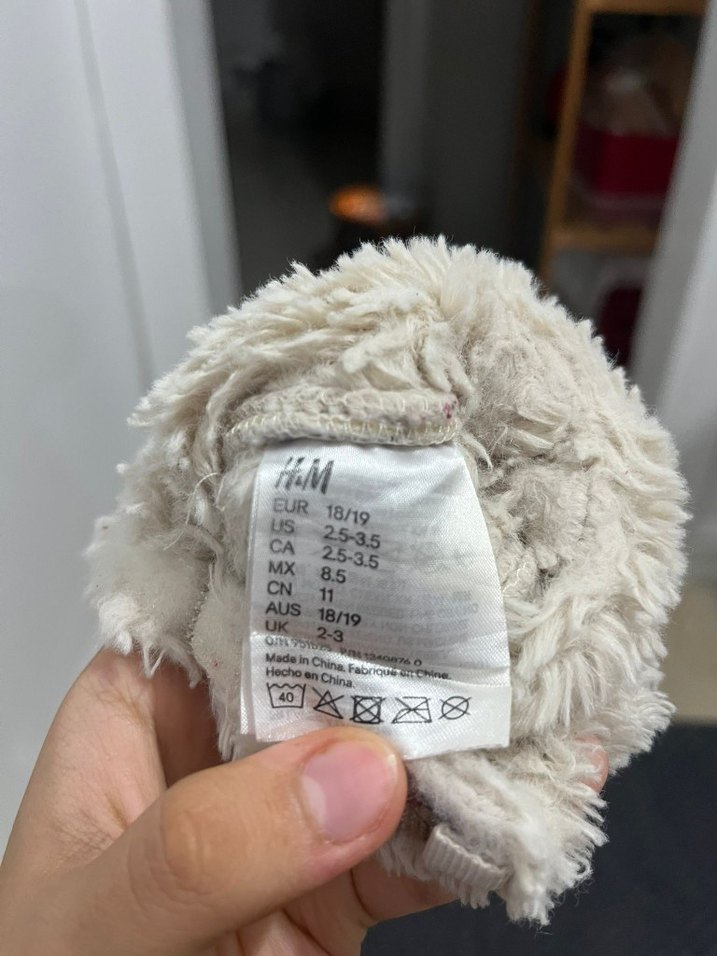 H&M
EUR 18/19
US 2.5-3.5
CA 2.5-3.5
MX 8.5
CN 11
AUS 18/19
UK 2-3
Made in China. Fabriqué en Chine.
Hecho en China.
40